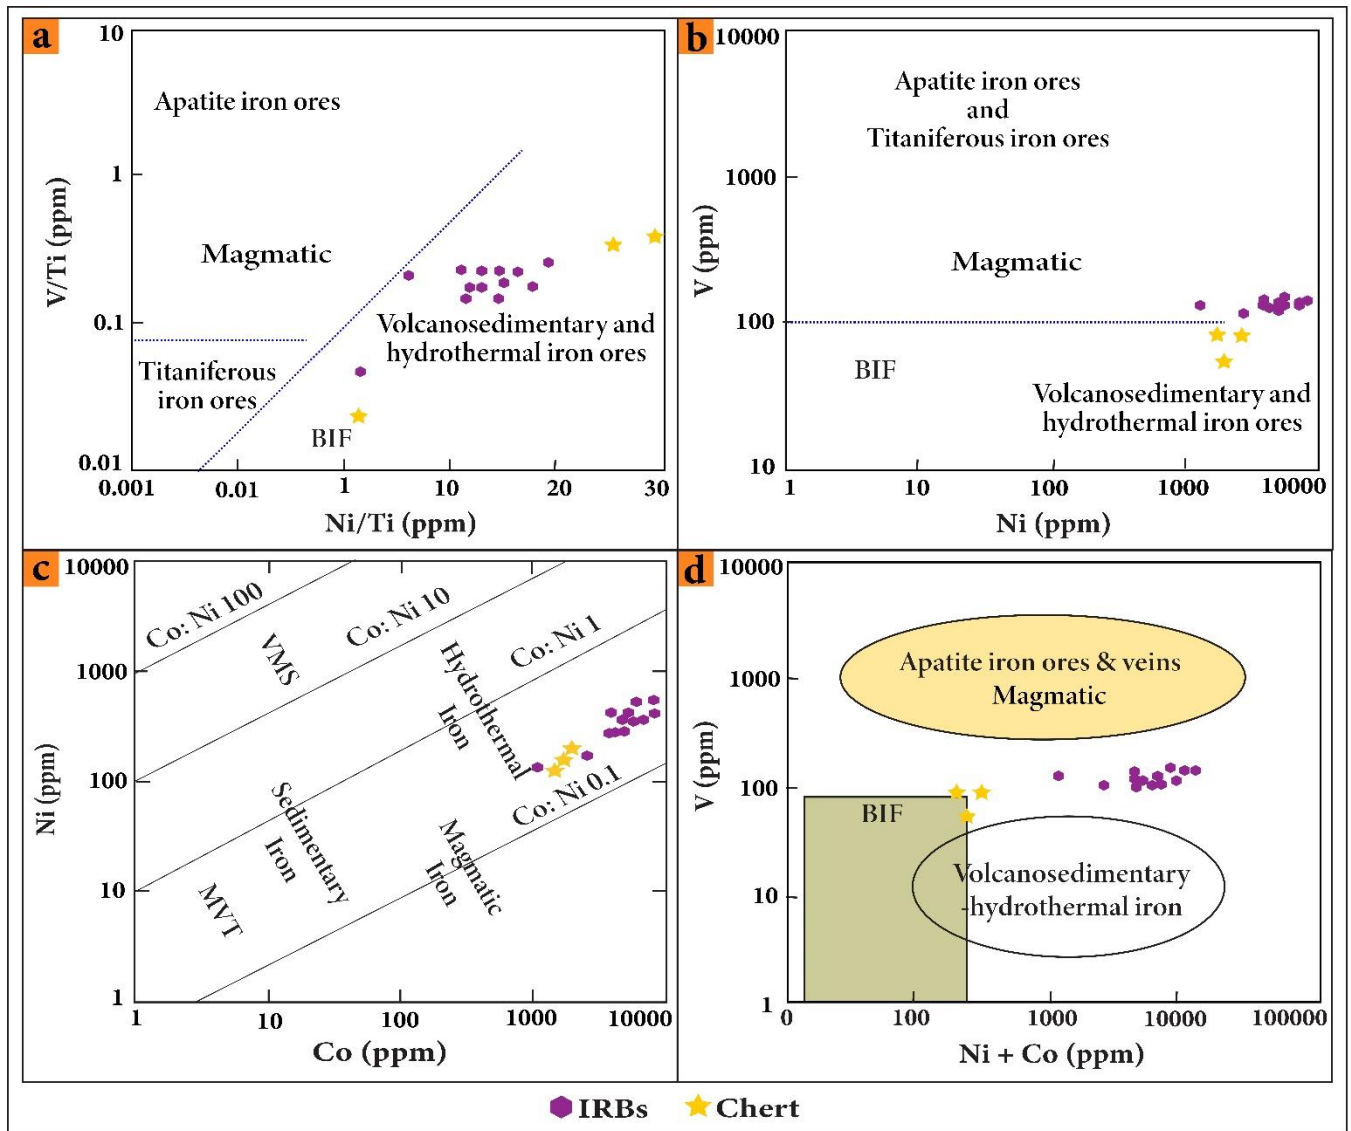 a
10
1
0.1
0.01
V/Ti (ppm)
Apatite iron ores
Magmatic
Titaniferous
iron ores
Volcanosedimentary and
hydrothermal iron ores
BIF
0.001
0.01
1
10
20
30
Ni/Ti (ppm)
b
10000
1000
100
10
V (ppm)
Apatite iron ores
and
Titaniferous iron ores
Magmatic
BIF
Volcanosedimentary and
hydrothermal iron ores
1
10
100
1000
10000
Ni (ppm)
c
10000
1000
100
10
1
Ni (ppm)
Co: Ni 100
Co: Ni 10
Co: Ni 1
Co: Ni 0.1
VMS
Hydrothermal
Iron
Sedimentary
Iron
Magmatic
Iron
MVT
1
10
100
1000
10000
Co (ppm)
d
10000
1000
100
10
1
V (ppm)
Apatite iron ores & veins
Magmatic
BIF
Volcanosedimentary
-hydrothermal iron
0
100
1000
10000
100000
Ni + Co (ppm)
IRBs
Chert